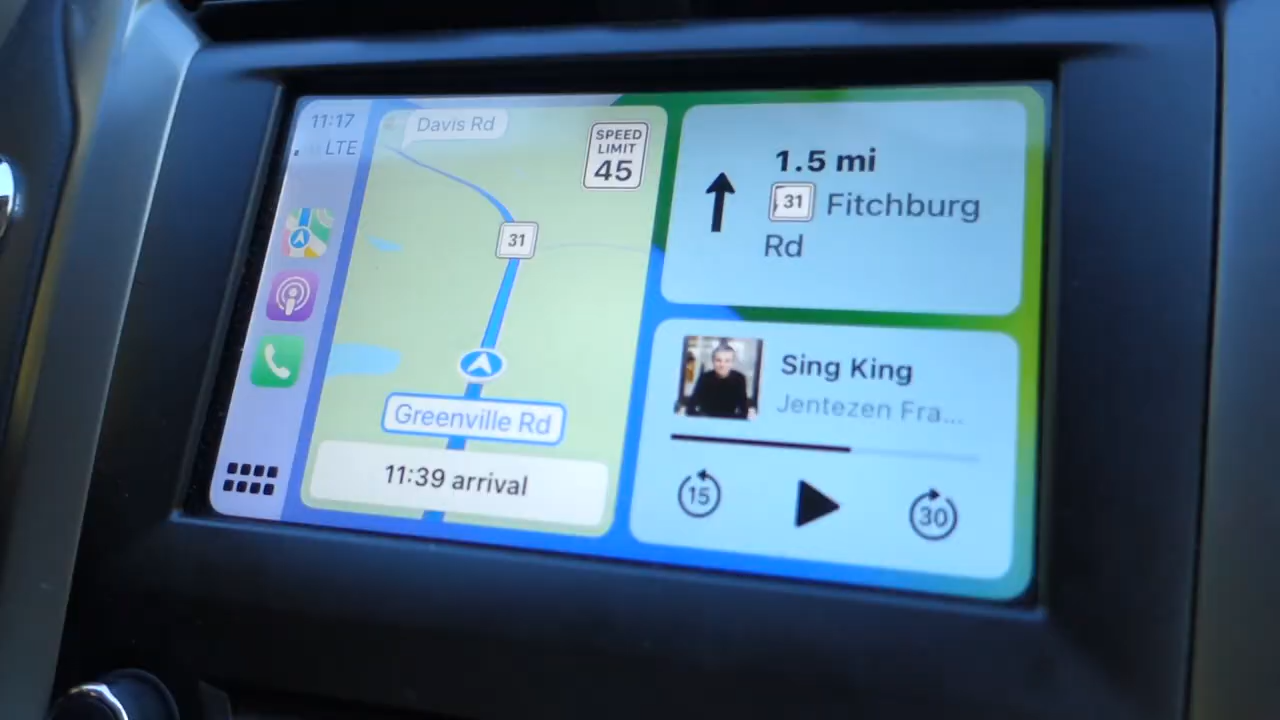 11:17
LTE
Davis Rd
SPEED
LIMIT
45
31
Greenville Rd
11:39 arrival
1.5 mi
31 Fitchburg
Rd
Sing King
Jentezen Fra...
15
30